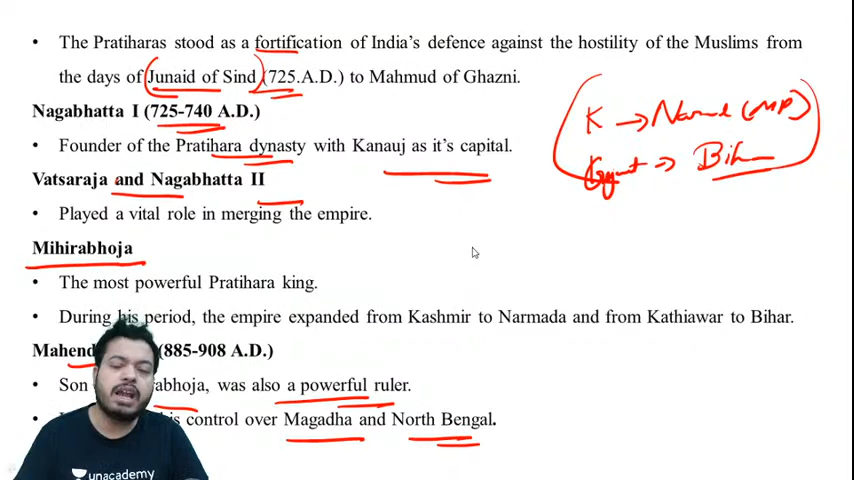 • The Pratiharas stood as a fortification of India's defence against the hostility of the Muslims from
the days of Junaid of Sind (725.A.D.) to Mahmud of Ghazni.
K → (MP)
Nagabhatta I (725-740 A.D.)
• Founder of the Pratihara dynasty with Kanauj as it's capital.
→ Bihar
Vatsaraja and Nagabhatta II
• Played a vital role in merging the empire.
Mihirabhoja
• The most powerful Pratihara king.
• During his period, the empire expanded from Kashmir to Narmada and from Kathiawar to Bihar.
(885-908 A.D.)
• Son was also a powerful ruler.
• control over Magadha and North Bengal.
unacademy